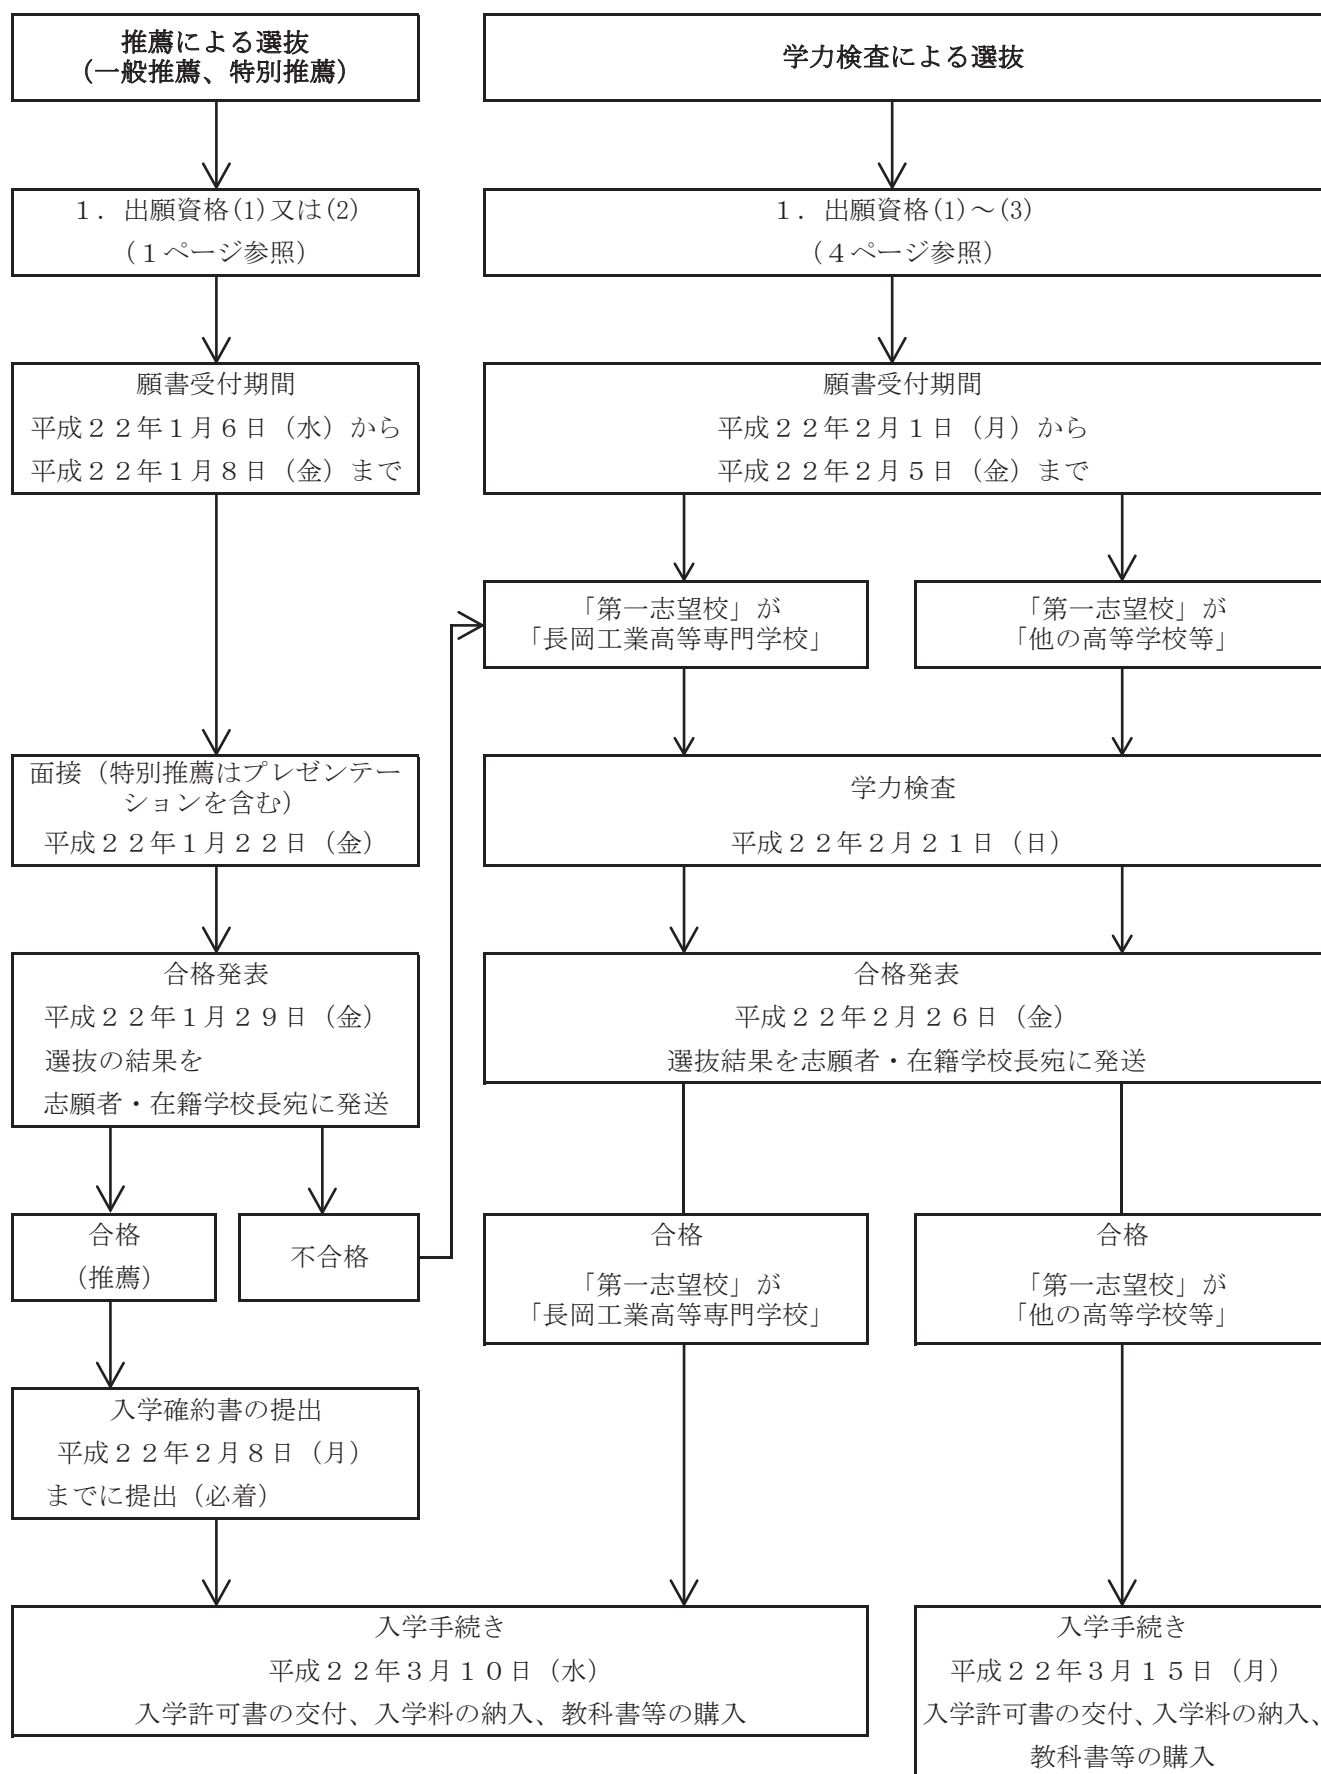 推薦による選抜
（一般推薦、特別推薦）
学力検査による選抜
１．出願資格(1)又は(2)
（１ページ参照）
１．出願資格(1)～(3)
（４ページ参照）
願書受付期間
平成２２年１月６日（水）から
平成２２年１月８日（金）まで
願書受付期間
平成２２年２月１日（月）から
平成２２年２月５日（金）まで
「第一志望校」が
「長岡工業高等専門学校」
「第一志望校」が
「他の高等学校等」
面接（特別推薦はプレゼンテー
ションを含む）
平成２２年１月２２日（金）
学力検査
平成２２年２月２１日（日）
合格発表
平成２２年１月２９日（金）
選抜の結果を
志願者・在籍学校長宛に発送
合格発表
平成２２年２月２６日（金）
選抜結果を志願者・在籍学校長宛に発送
合格
（推薦）
不合格
合格
「第一志望校」が
「長岡工業高等専門学校」
合格
「第一志望校」が
「他の高等学校等」
入学確約書の提出
平成２２年２月８日（月）
までに提出（必着）
入学手続き
平成２２年３月１０日（水）
入学許可書の交付、入学料の納入、教科書等の購入
入学手続き
平成２２年３月１５日（月）
入学許可書の交付、入学料の納入、
教科書等の購入